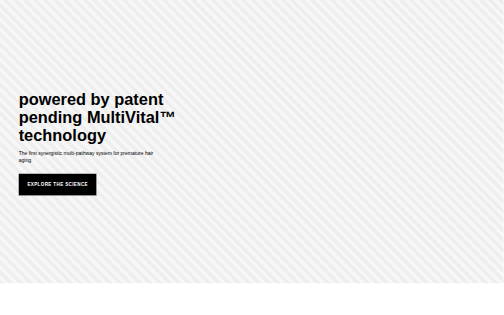 powered by patent
pending MultiVital™
technology
The first synergistic multi-pathway system for premature hair
aging.
EXPLORE THE SCIENCE